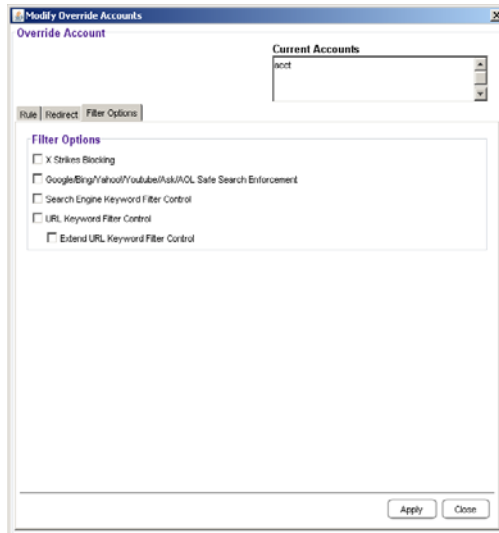 Modify Override Accounts
Override Account
Current Accounts
acct
Rule
Redirect
Filter Options
Filter Options
X Strikes Blocking
Google/Bing/Yahoo!/Youtube/Ask/AOL Safe Search Enforcement
Search Engine Keyword Filter Control
URL Keyword Filter Control
Extend URL Keyword Filter Control
Apply
Close